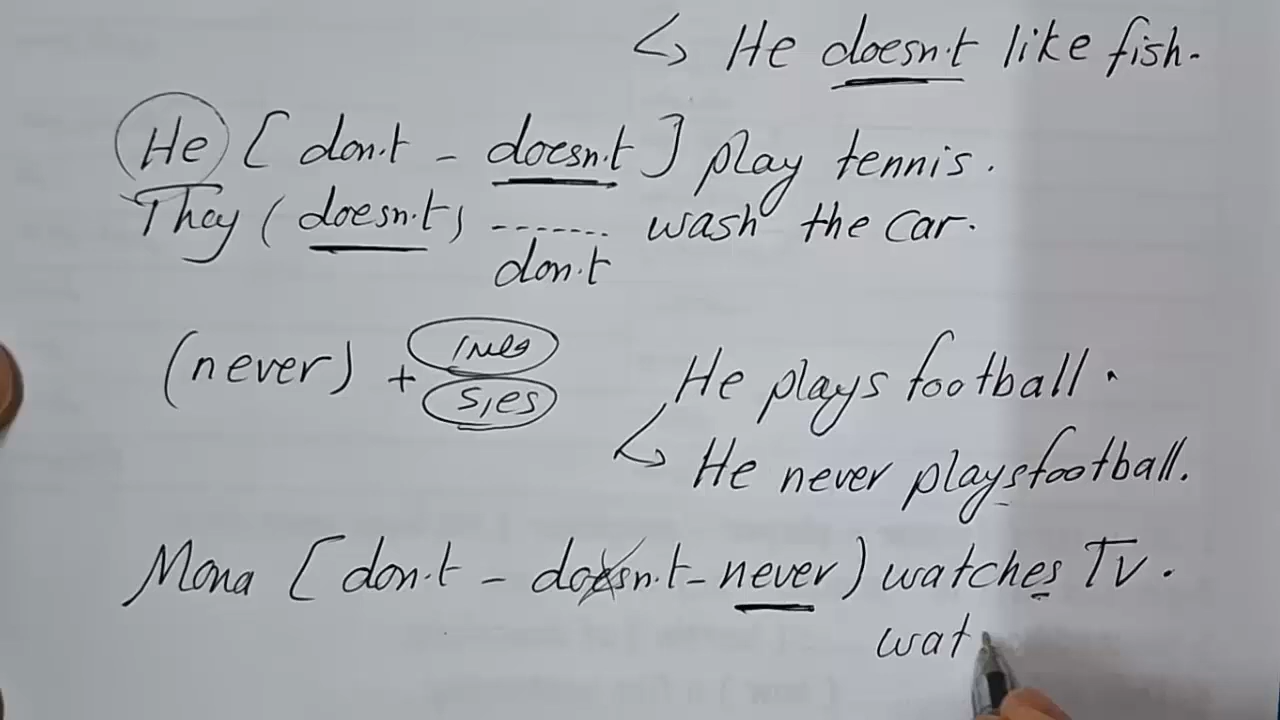 ↳ He doesn't like fish.
He [ don't - doesn't ] play tennis.
They ( doesn't ) ------- wash the car.
don't
(never) +
s, es
He plays football.
↳ He never plays football.
Mona [ don't - doesn't - never ) watches Tv.
wat